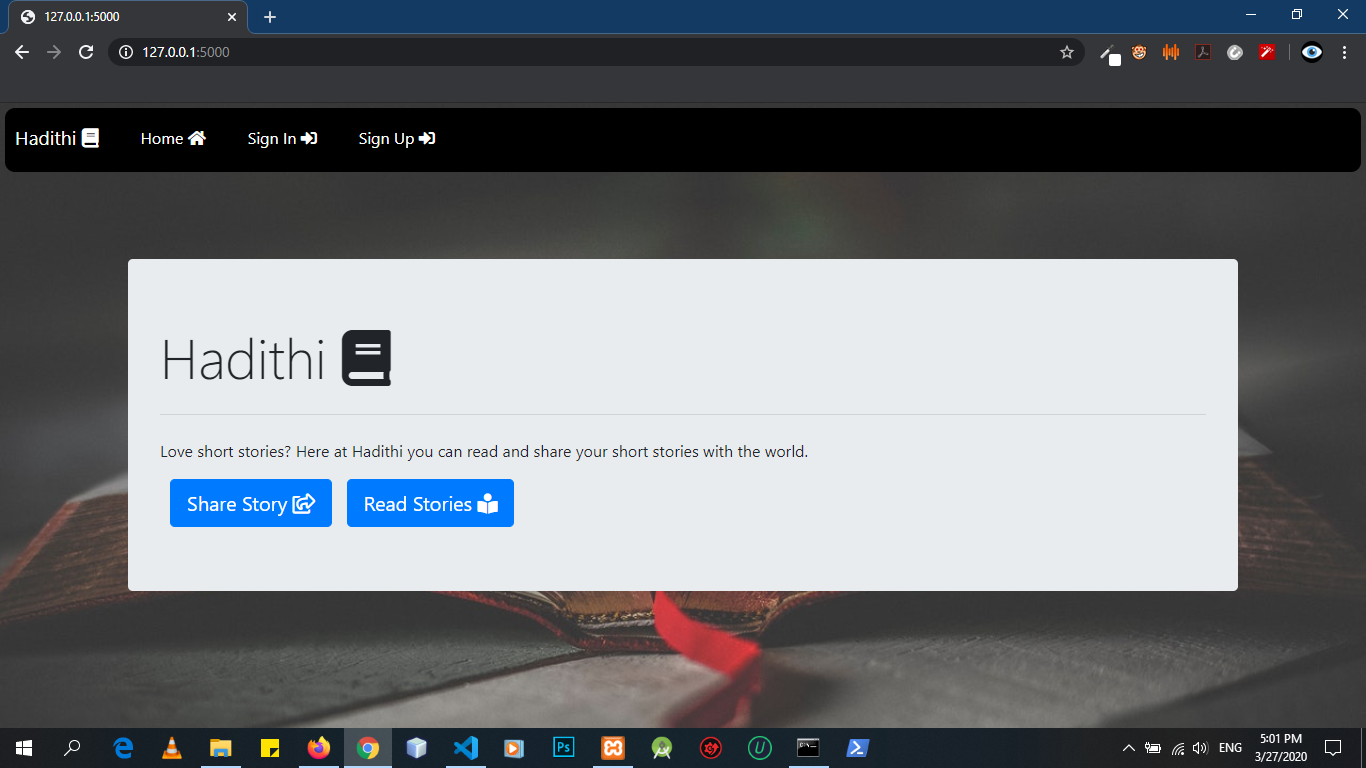 127.0.0.1:5000
127.0.0.1:5000
Hadithi Home Sign In Sign Up
Hadithi
Love short stories? Here at Hadithi you can read and share your short stories with the world.
Share Story Read Stories
Ps
U
ENG
5:01 PM
3/27/2020